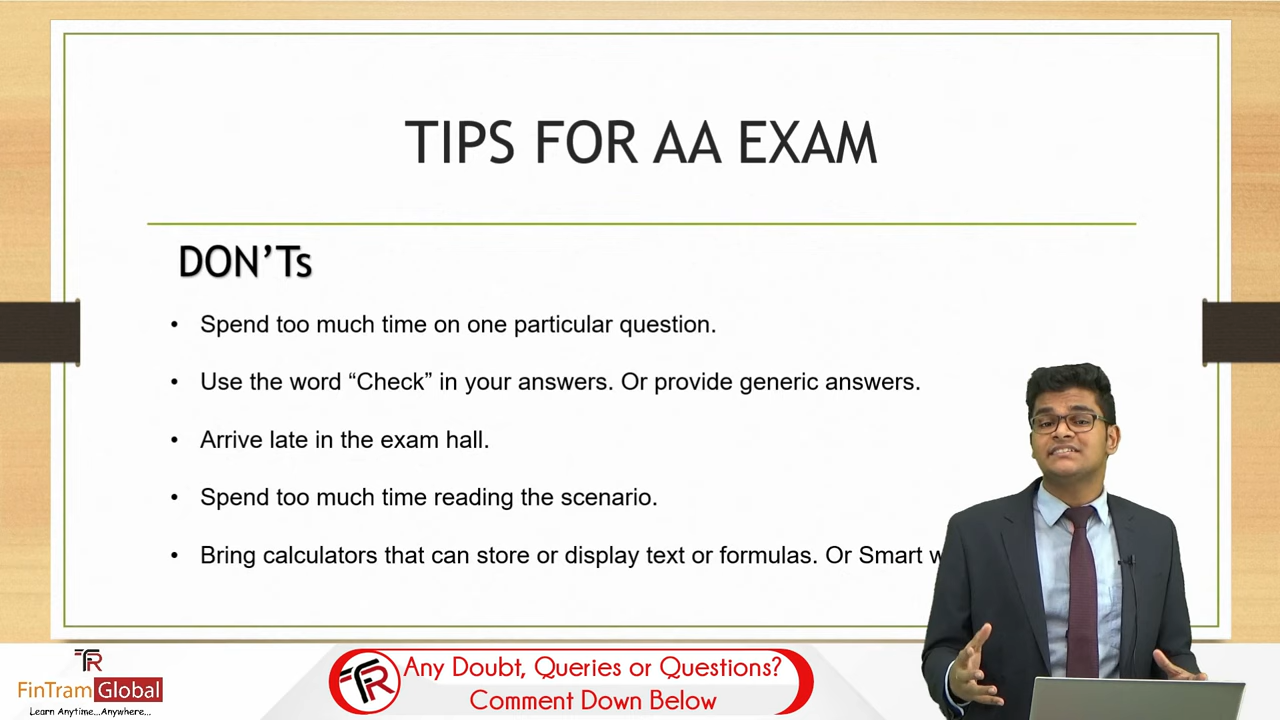 TIPS FOR AA EXAM
DON’Ts
• Spend too much time on one particular question.
• Use the word “Check” in your answers. Or provide generic answers.
• Arrive late in the exam hall.
• Spend too much time reading the scenario.
• Bring calculators that can store or display text or formulas. Or Smart
FinTram Global
Learn Anytime...Anywhere...
Any Doubt, Queries or Questions?
Comment Down Below